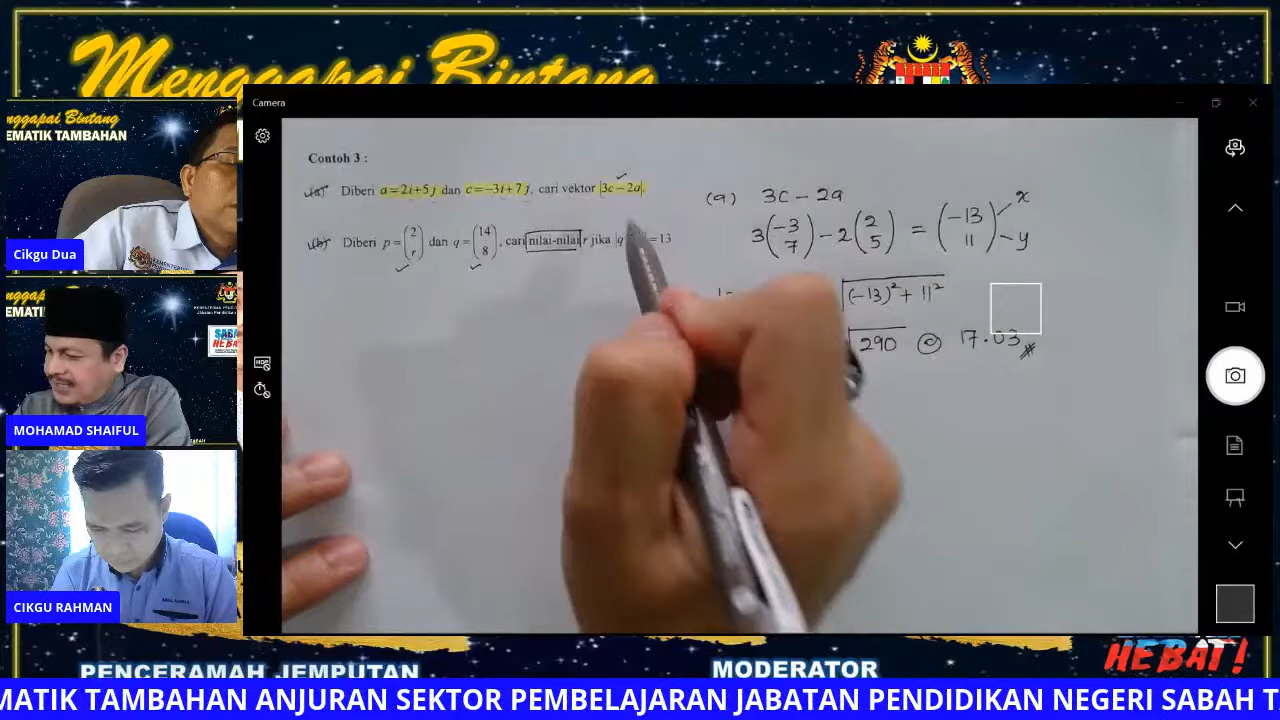 Menggapai Bintang
nggapai Bintang
EMATIK TAMBAHAN
Cikgu Dua
MOHAMAD SHAIFUL
CIKGU RAHMAN
Camera
Contoh 3 :
(a) Diberi a = 2i + 5j dan c = −3i + 7j, cari vektor |3c − 2a|.
(b) Diberi p = (2 r) dan q = (14 8), cari nilai-nilai r jika |q = 13
(a) 3c − 2a
3(−3 7) − 2(2 5) = (−13 11) x y
√(−13)² + 11²
√290 @ 17.03
PENCERAMAH JEMPUTAN
MODERATOR
HEBAT!
MATIK TAMBAHAN ANJURAN SEKTOR PEMBELAJARAN JABATAN PENDIDIKAN NEGERI SABAH T